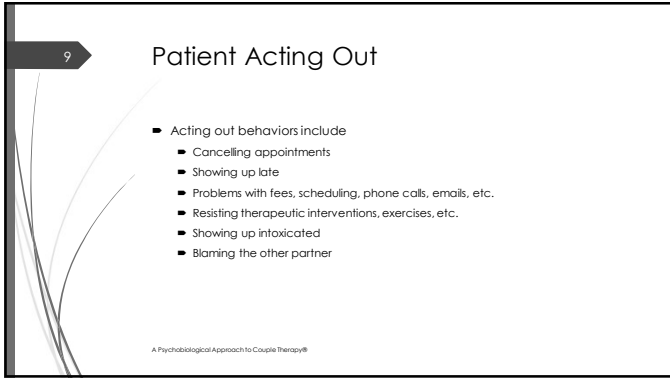 9
Patient Acting Out
Acting out behaviors include
Cancelling appointments
Showing up late
Problems with fees, scheduling, phone calls, emails, etc.
Resisting therapeutic interventions, exercises, etc.
Showing up intoxicated
Blaming the other partner
A Psychobiological Approach to Couple Therapy®